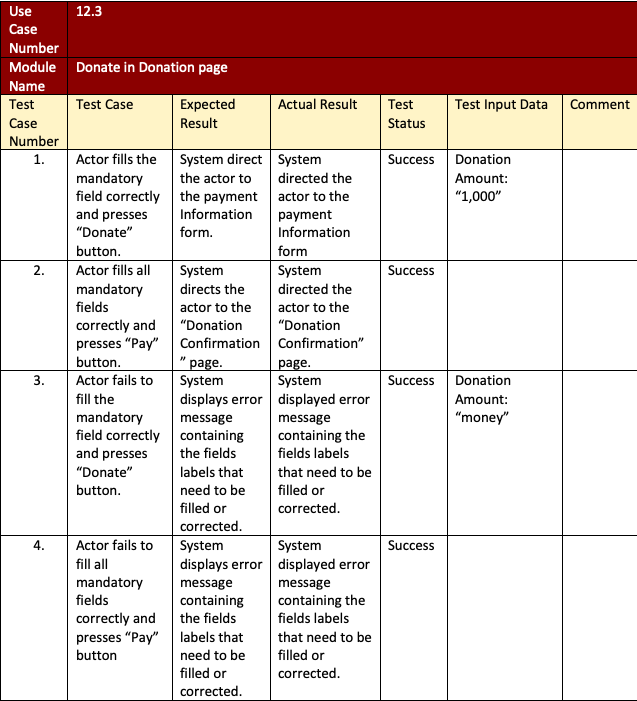 Use Case Number 12.3
Module Name Donate in Donation page
Test Case Number Test Case Expected Result Actual Result Test Status Test Input Data Comment
1. Actor fills the mandatory field correctly and presses “Donate” button. System direct the actor to the payment Information form. System directed the actor to the payment Information form Success Donation Amount: “1,000”
2. Actor fills all mandatory fields correctly and presses “Pay” button. System directs the actor to the “Donation Confirmation ” page. System directed the actor to the “Donation Confirmation” page. Success
3. Actor fails to fill the mandatory field correctly and presses “Donate” button. System displays error message containing the fields labels that need to be filled or corrected. System displayed error message containing the fields labels that need to be filled or corrected. Success Donation Amount: “money”
4. Actor fails to fill all mandatory fields correctly and presses “Pay” button System displays error message containing the fields labels that need to be filled or corrected. System displayed error message containing the fields labels that need to be filled or corrected. Success